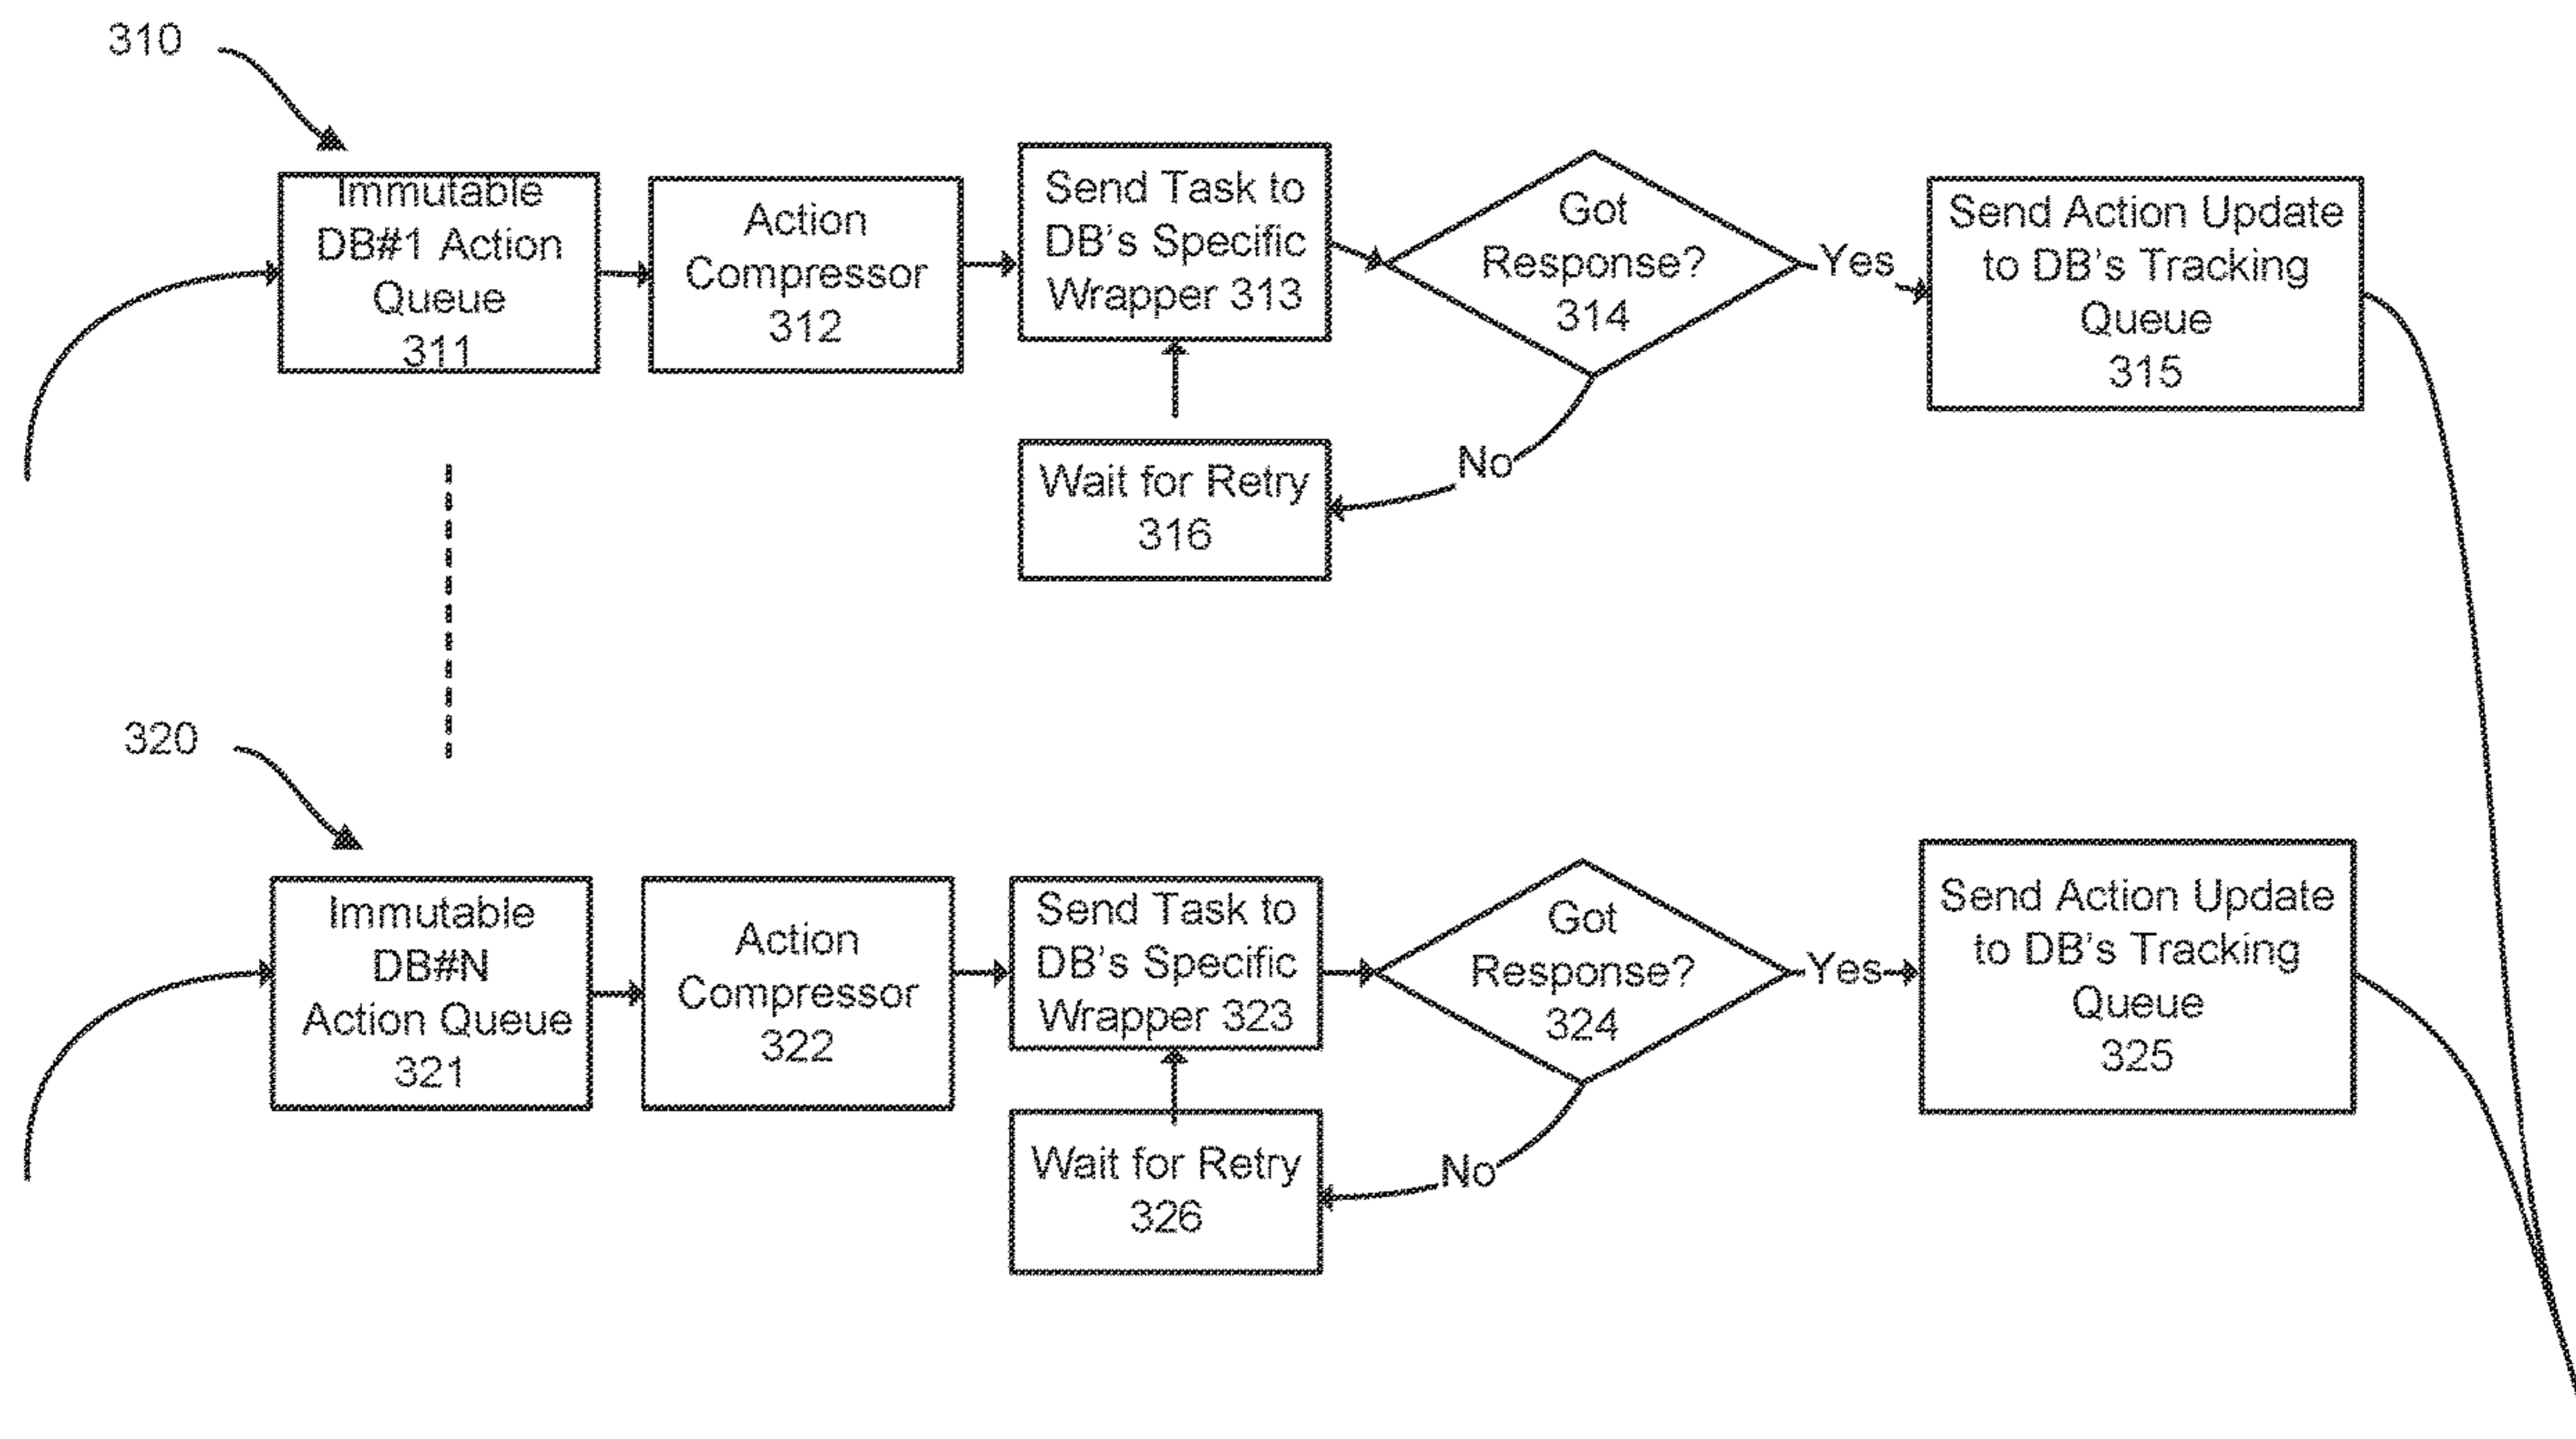 310
Immutable
DB#1 Action
Queue
311
Action
Compressor
312
Send Task to
DB's Specific
Wrapper 313
Got
Response?
314
Yes
Send Action Update
to DB's Tracking
Queue
315
No
Wait for Retry
316
320
Immutable
DB#N
Action Queue
321
Action
Compressor
322
Send Task to
DB's Specific
Wrapper 323
Got
Response?
324
Yes
Send Action Update
to DB's Tracking
Queue
325
No
Wait for Retry
326